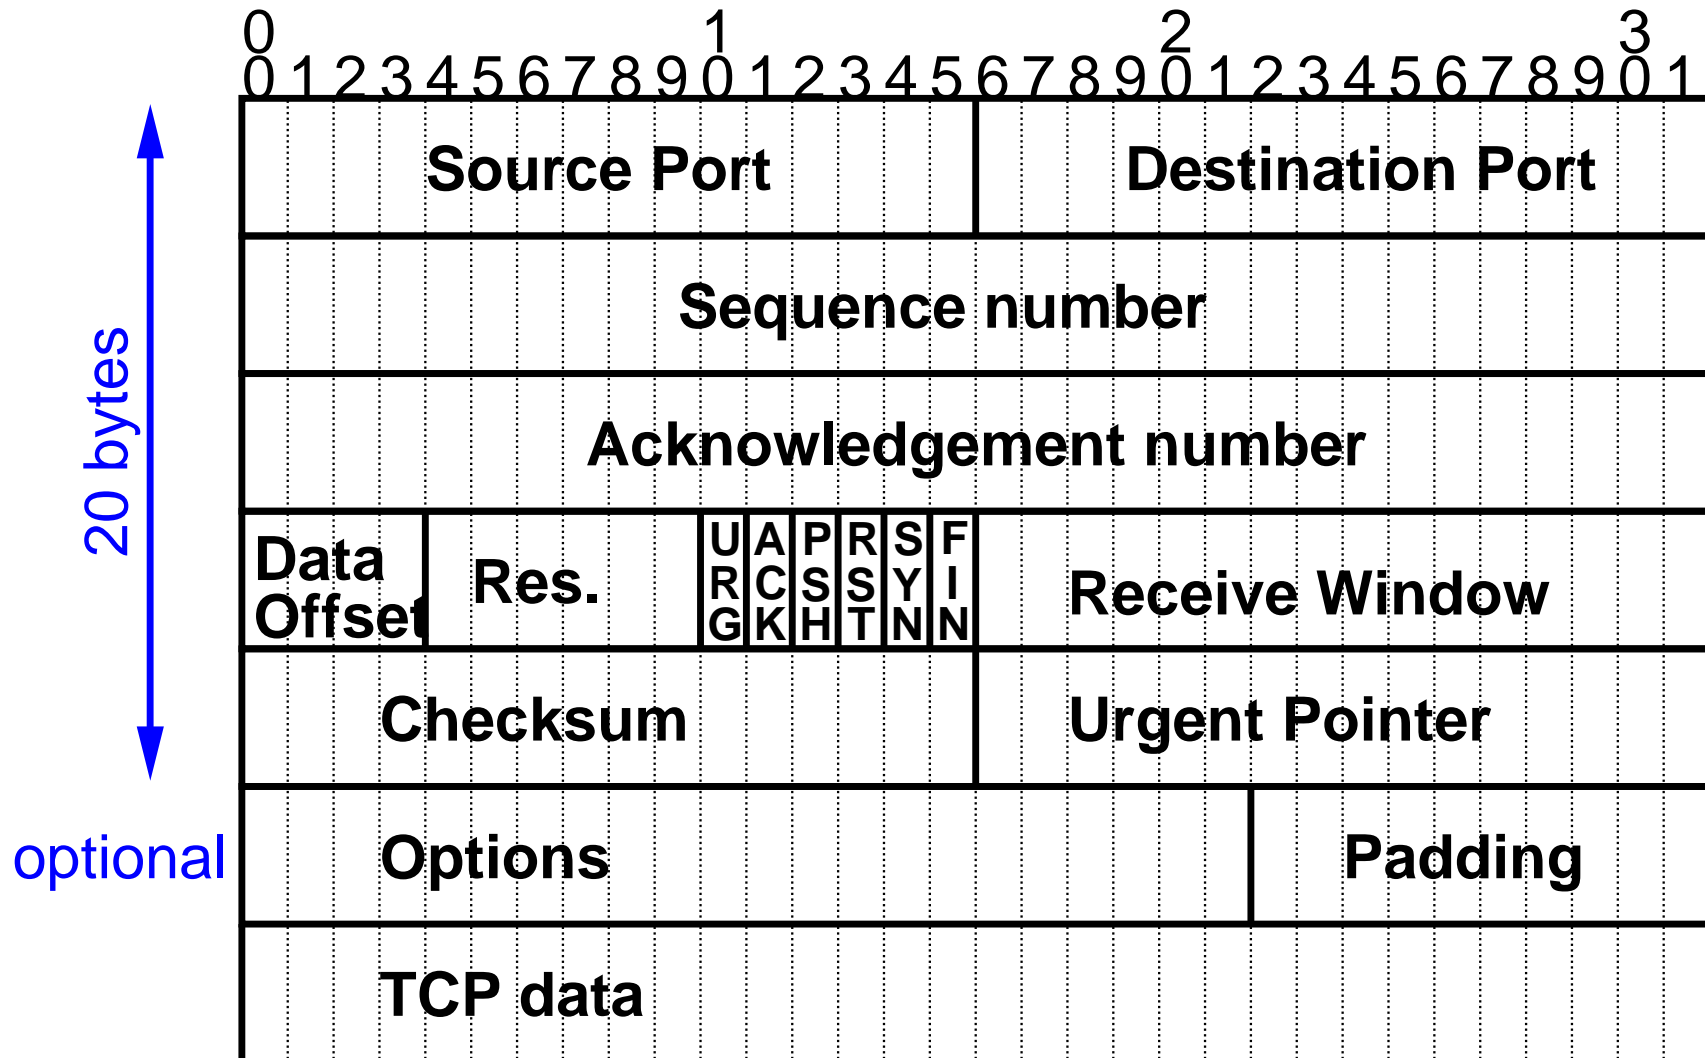 0 1 2 3
0 1 2 3 4 5 6 7 8 9 0 1 2 3 4 5 6 7 8 9 0 1 2 3 4 5 6 7 8 9 0 1
Source Port Destination Port
Sequence number
20 bytes
Acknowledgement number
Data
Offset
Res.
URG ACK PSH RST SYN FIN
Receive Window
Checksum Urgent Pointer
optional Options Padding
TCP data